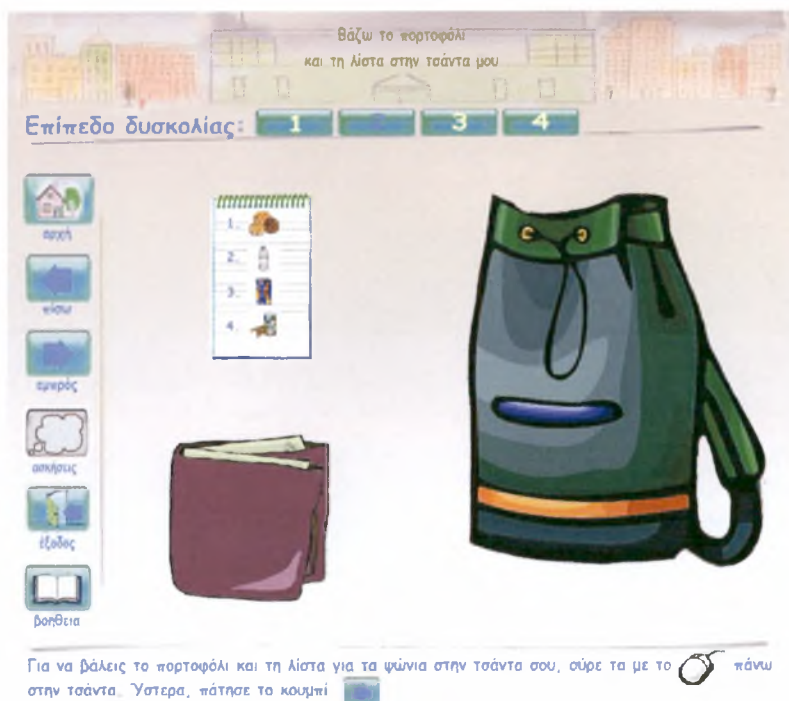 Βάζω το πορτοφόλι
και τη λίστα στην τσάντα μου
Επίπεδο δυσκολίας: 1 2 3 4
αρχή
πίσω
εμπρός
ασκήσεις
έξοδος
βοηθεια
1.
2.
3.
4.
Για να βάλεις το πορτοφόλι και τη λίστα για τα ψώνια στην τσάντα σου, σύρε τα με το πάνω
στην τσάντα. Ύστερα, πάτησε το κουμπί